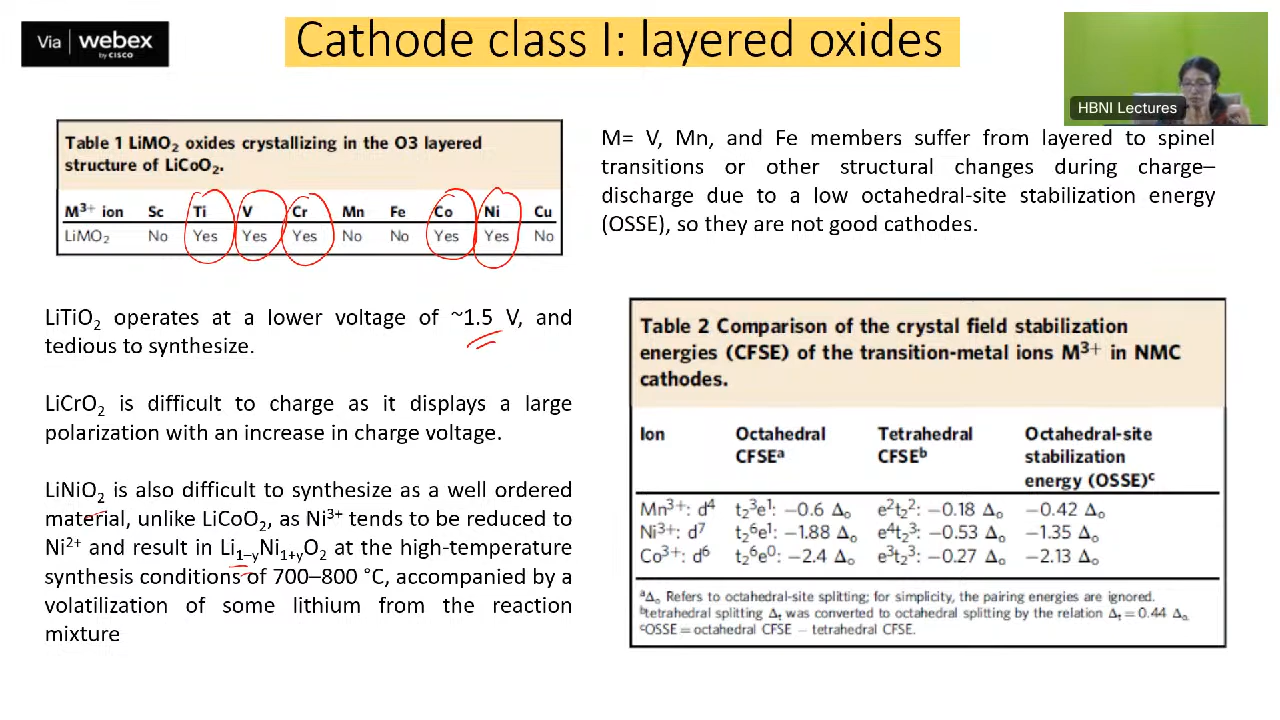 Via | webex
by CISCO
Cathode class I: layered oxides
HBNI Lectures
Table 1 LiMO₂ oxides crystallizing in the O3 layered
structure of LiCoO₂.
M³⁺ ion Sc Ti V Cr Mn Fe Co Ni Cu
LiMO₂ No Yes Yes Yes No No Yes Yes No
LiTiO₂ operates at a lower voltage of ~1.5 V, and
tedious to synthesize.
LiCrO₂ is difficult to charge as it displays a large
polarization with an increase in charge voltage.
LiNiO₂ is also difficult to synthesize as a well ordered
material, unlike LiCoO₂, as Ni³⁺ tends to be reduced to
Ni²⁺ and result in Li₁₋yNi₁₊yO₂ at the high-temperature
synthesis conditions of 700–800 °C, accompanied by a
volatilization of some lithium from the reaction
mixture
M= V, Mn, and Fe members suffer from layered to spinel
transitions or other structural changes during charge–
discharge due to a low octahedral-site stabilization energy
(OSSE), so they are not good cathodes.
Table 2 Comparison of the crystal field stabilization
energies (CFSE) of the transition-metal ions M³⁺ in NMC
cathodes.
Ion Octahedral Tetrahedral Octahedral-site
CFSEᵃ CFSEᵇ stabilization
energy (OSSE)ᶜ
Mn³⁺: d⁴ t₂³e¹: −0.6 Δₒ e²t₂²: −0.18 Δₒ −0.42 Δₒ
Ni³⁺: d⁷ t₂⁶e¹: −1.88 Δₒ e⁴t₂³: −0.53 Δₒ −1.35 Δₒ
Co³⁺: d⁶ t₂⁶e⁰: −2.4 Δₒ e³t₂³: −0.27 Δₒ −2.13 Δₒ
ᵃΔₒ Refers to octahedral-site splitting; for simplicity, the pairing energies are ignored.
ᵇtetrahedral splitting Δₜ was converted to octahedral splitting by the relation Δₜ = 0.44 Δₒ
ᶜOSSE = octahedral CFSE − tetrahedral CFSE.